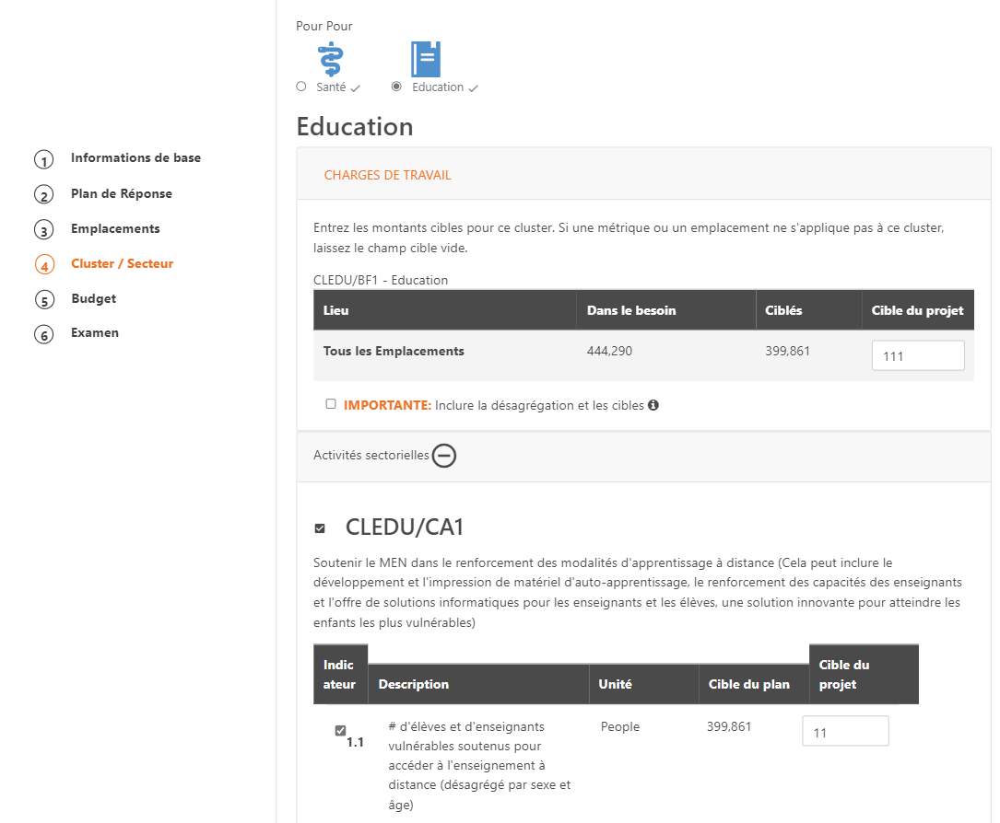 Pour Pour
Santé
Education
Education
1 Informations de base
2 Plan de Réponse
3 Emplacements
4 Cluster / Secteur
5 Budget
6 Examen
CHARGES DE TRAVAIL
Entrez les montants cibles pour ce cluster. Si une métrique ou un emplacement ne s'applique pas à ce cluster,
laissez le champ cible vide.
CLEDU/BF1 - Education
Lieu Dans le besoin Ciblés Cible du projet
Tous les Emplacements 444,290 399,861 111
IMPORTANTE: Inclure la désagrégation et les cibles
Activités sectorielles
CLEDU/CA1
Soutenir le MEN dans le renforcement des modalités d'apprentissage à distance (Cela peut inclure le
développement et l'impression de matériel d'auto-apprentissage, le renforcement des capacités des enseignants
et l'offre de solutions informatiques pour les enseignants et les élèves, une solution innovante pour atteindre les
enfants les plus vulnérables)
Indic
ateur
Description
Unité
Cible du plan
Cible du
projet
1.1
# d'élèves et d'enseignants
vulnérables soutenus pour
accéder à l'enseignement à
distance (désagrégé par sexe et
âge)
People
399,861
11